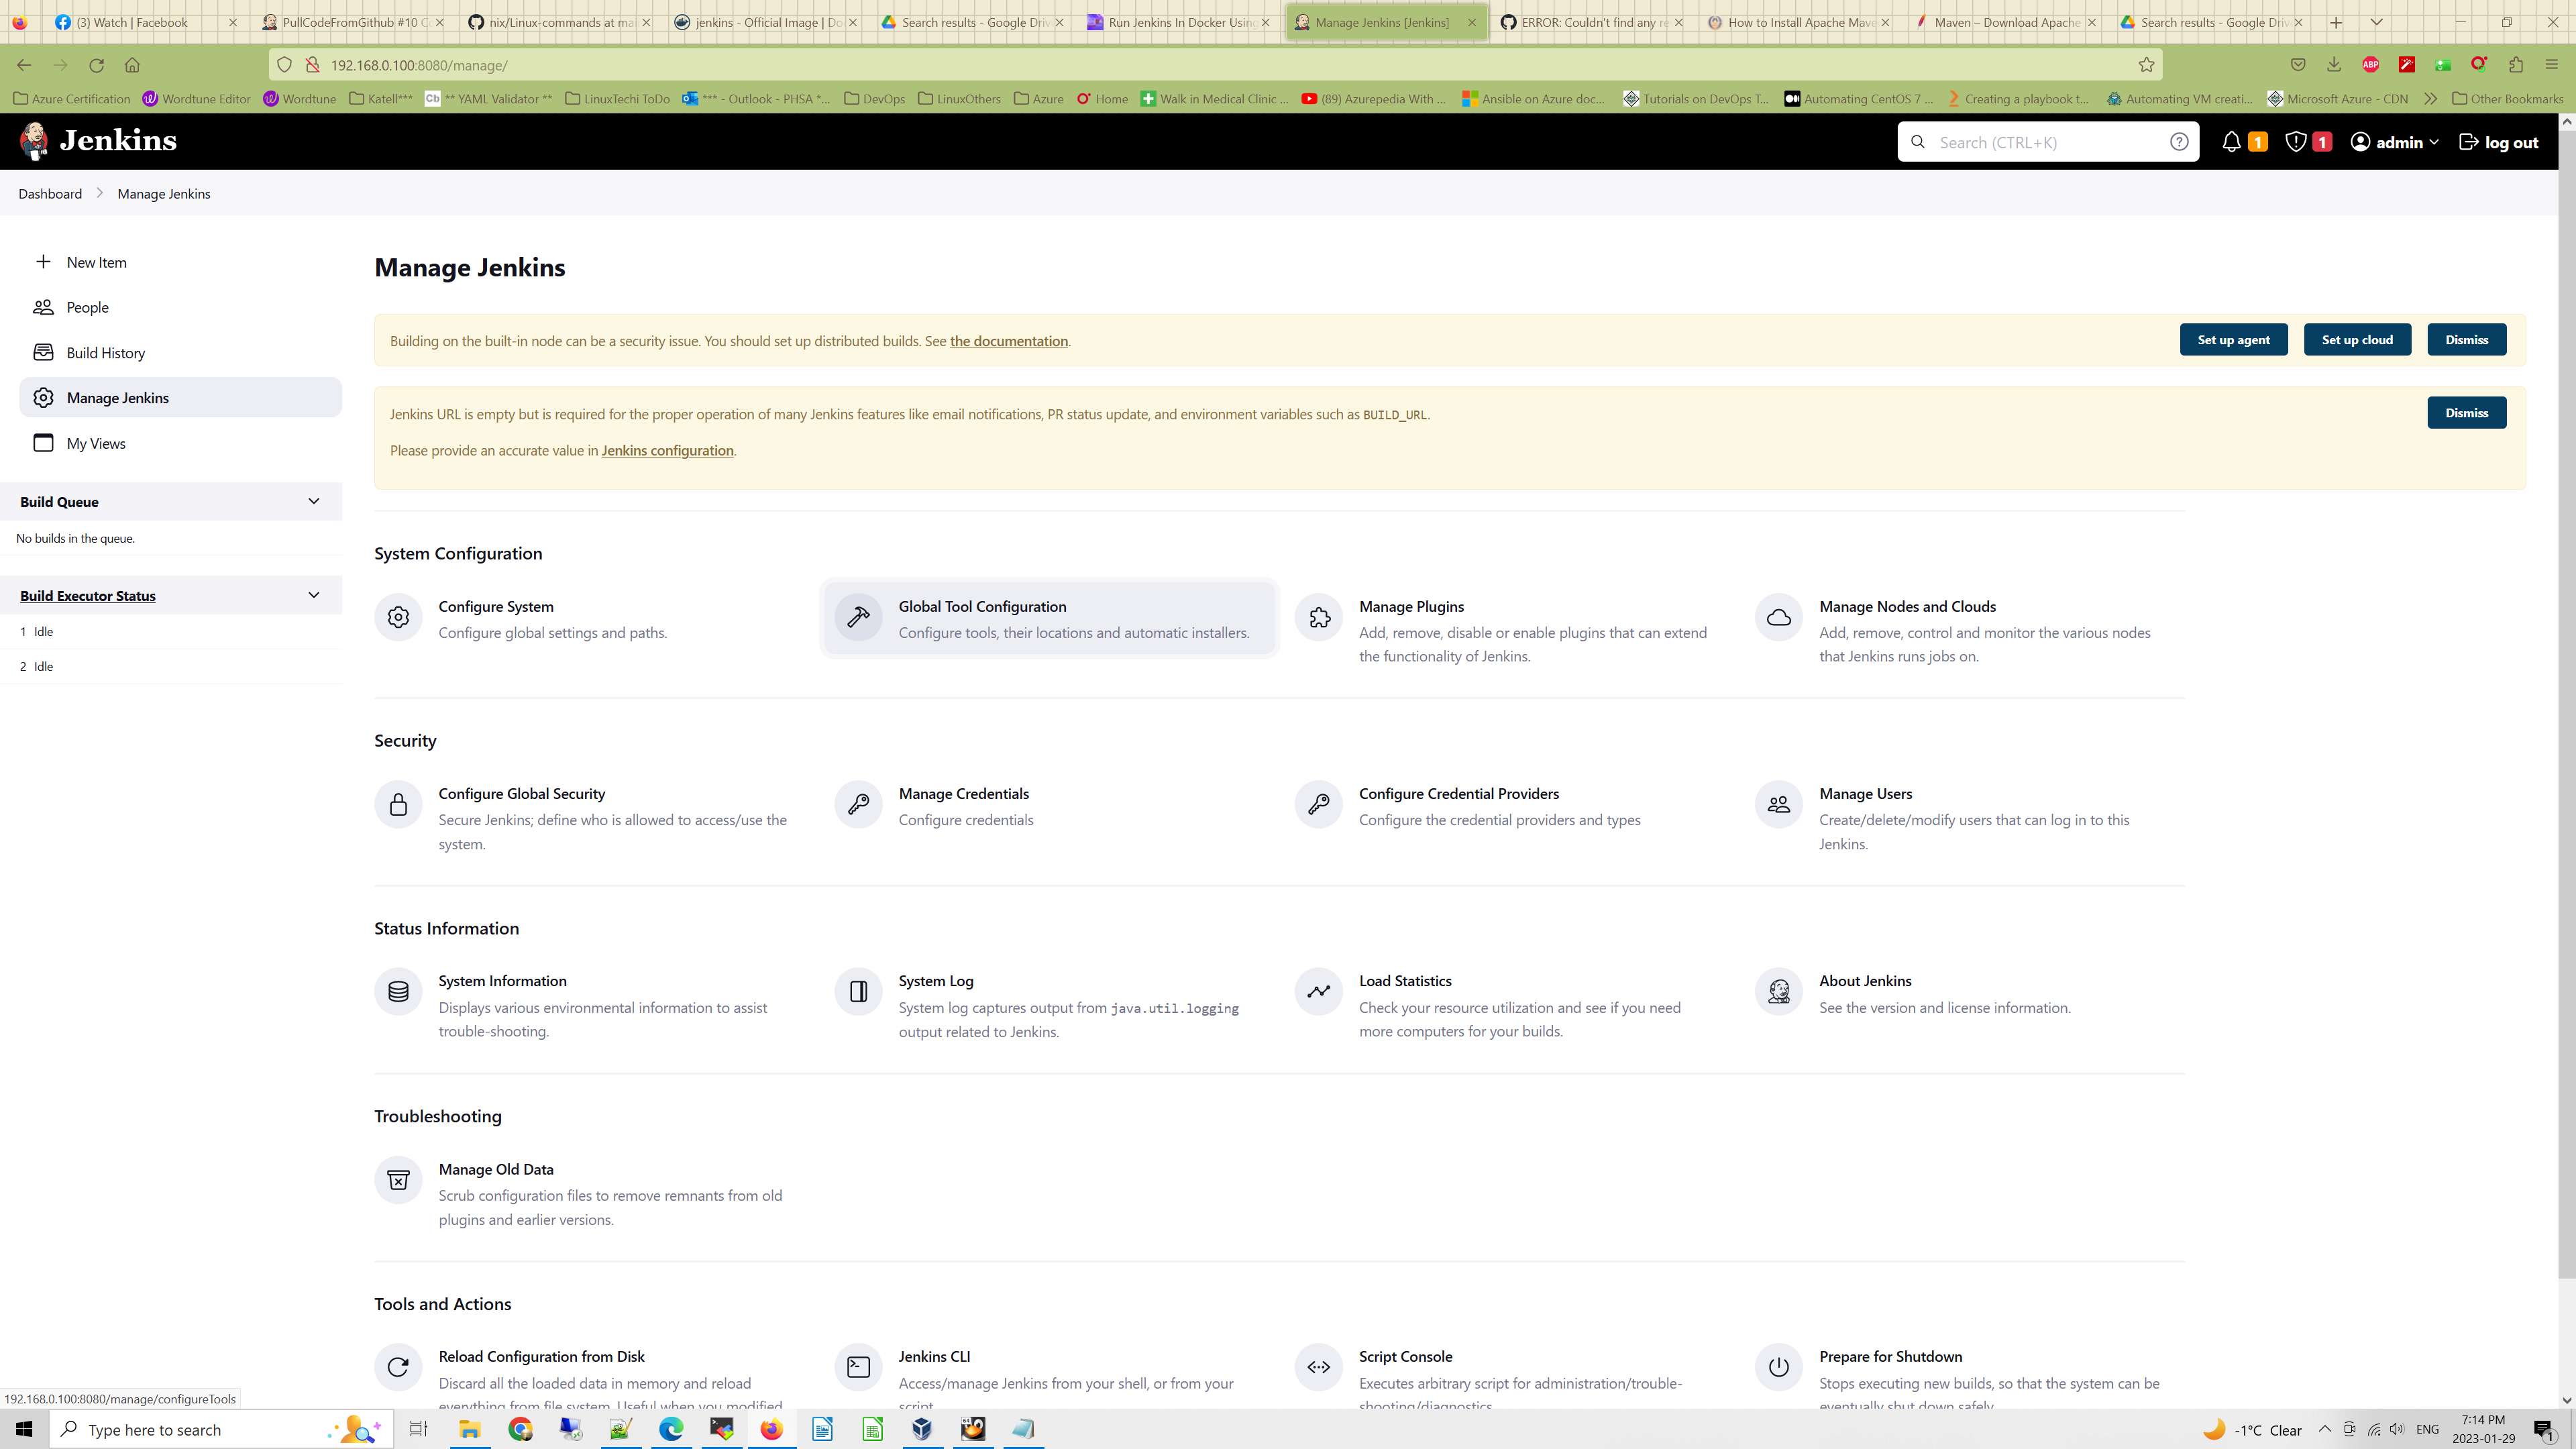 (3) Watch | Facebook
PullCodeFromGithub #10 C
nix/Linux-commands at ma
jenkins - Official Image | Do
Search results - Google Driv
Run Jenkins In Docker Using
Manage Jenkins [Jenkins]
ERROR: Couldn't find any re
How to Install Apache Mave
Maven – Download Apache
Search results - Google Driv
192.168.0.100:8080/manage/
ABP
Azure Certification
Wordtune Editor
Wordtune
Katell***
Cb ** YAML Validator **
LinuxTechi ToDo
*** - Outlook - PHSA *...
DevOps
LinuxOthers
Azure
Home
Walk in Medical Clinic ...
(89) Azurepedia With ...
Ansible on Azure doc...
Tutorials on DevOps T...
Automating CentOS 7 ...
Creating a playbook t...
Automating VM creati...
Microsoft Azure - CDN
Other Bookmarks
Jenkins
Search (CTRL+K)
1
1
admin
log out
Dashboard
Manage Jenkins
New Item
People
Build History
Manage Jenkins
My Views
Build Queue
No builds in the queue.
Build Executor Status
1 Idle
2 Idle
Manage Jenkins
Building on the built-in node can be a security issue. You should set up distributed builds. See the documentation.
Set up agent
Set up cloud
Dismiss
Jenkins URL is empty but is required for the proper operation of many Jenkins features like email notifications, PR status update, and environment variables such as BUILD_URL.
Dismiss
Please provide an accurate value in Jenkins configuration.
System Configuration
Configure System
Configure global settings and paths.
Global Tool Configuration
Configure tools, their locations and automatic installers.
Manage Plugins
Add, remove, disable or enable plugins that can extend
the functionality of Jenkins.
Manage Nodes and Clouds
Add, remove, control and monitor the various nodes
that Jenkins runs jobs on.
Security
Configure Global Security
Secure Jenkins; define who is allowed to access/use the
system.
Manage Credentials
Configure credentials
Configure Credential Providers
Configure the credential providers and types
Manage Users
Create/delete/modify users that can log in to this
Jenkins.
Status Information
System Information
Displays various environmental information to assist
trouble-shooting.
System Log
System log captures output from java.util.logging
output related to Jenkins.
Load Statistics
Check your resource utilization and see if you need
more computers for your builds.
About Jenkins
See the version and license information.
Troubleshooting
Manage Old Data
Scrub configuration files to remove remnants from old
plugins and earlier versions.
Tools and Actions
Reload Configuration from Disk
Discard all the loaded data in memory and reload
everything from file system. Useful when you modified
Jenkins CLI
Access/manage Jenkins from your shell, or from your
script.
Script Console
Executes arbitrary script for administration/trouble-
shooting/diagnostics.
Prepare for Shutdown
Stops executing new builds, so that the system can be
eventually shut down safely.
192.168.0.100:8080/manage/configureTools
Type here to search
-1°C Clear
ENG
7:14 PM
2023-01-29
1